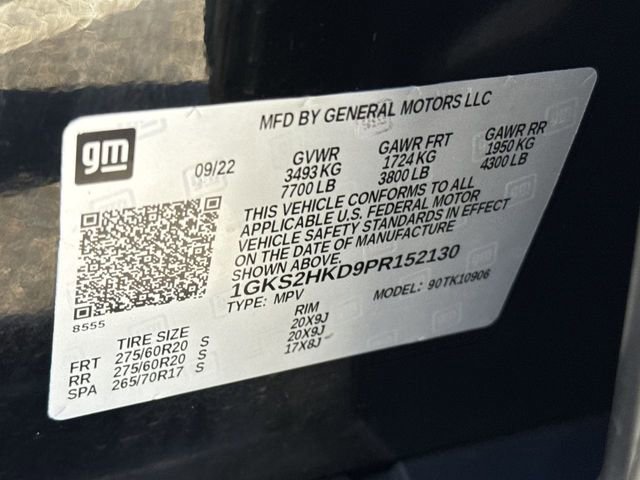 MFD BY GENERAL MOTORS LLC
gm
09/22 GVWR GAWR FRT GAWR RR
3493 KG 1724 KG 1950 KG
7700 LB 3800 LB 4300 LB
THIS VEHICLE CONFORMS TO ALL
APPLICABLE U.S. FEDERAL MOTOR
VEHICLE SAFETY STANDARDS IN EFFECT
ON THE DATE OF MANUFACTURE
SHOWN ABOVE.
1GKS2HKD9PR152130
TYPE: MPV MODEL: 90TK10906
8555
TIRE SIZE RIM
FRT 275/60R20 S 20X9J
RR 275/60R20 S 20X9J
SPA 265/70R17 S 17X8J